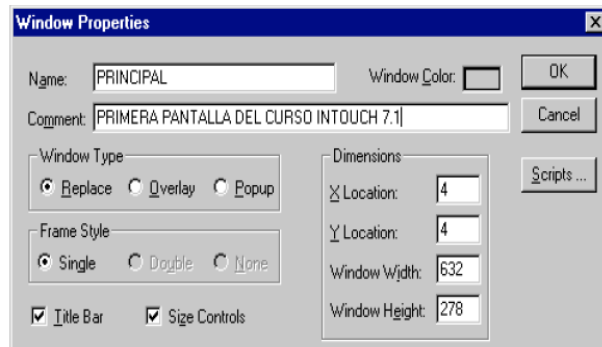 Window Properties
Name: PRINCIPAL
Window Color:
OK
Comment: PRIMERA PANTALLA DEL CURSO INTOUCH 7.1
Cancel
Window Type
Replace Overlay Popup
Dimensions
X Location: 4
Scripts ...
Y Location: 4
Frame Style
Single Double None
Window Width: 632
Window Height: 278
Title Bar Size Controls